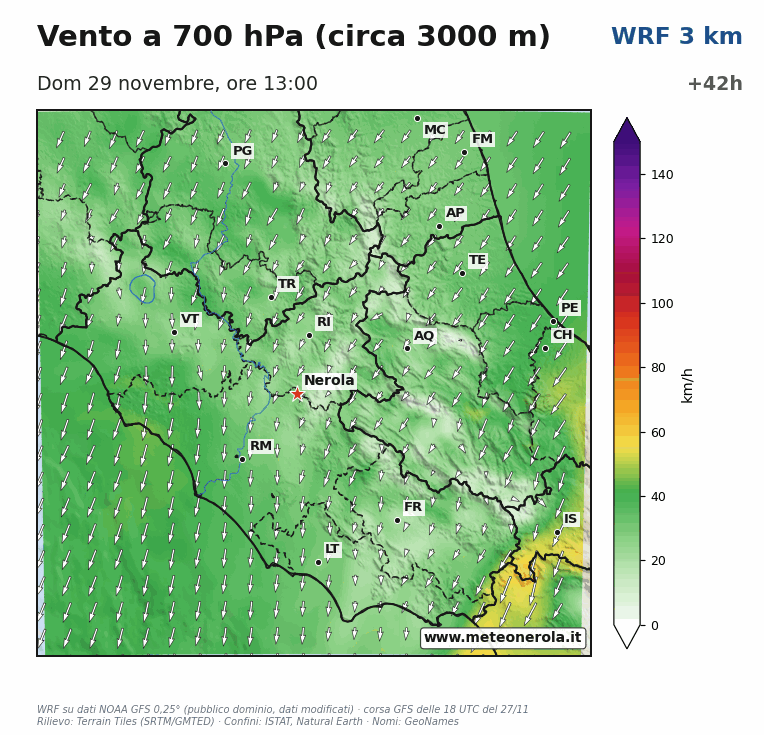 Vento a 700 hPa (circa 3000 m)
WRF 3 km
Dom 29 novembre, ore 13:00
+42h
MC
FM
PG
AP
TE
TR
PE
VT
RI
CH
AQ
Nerola
RM
FR
IS
LT
www.meteonerola.it
140
120
100
80
60
40
20
0
km/h
WRF su dati NOAA GFS 0,25° (pubblico dominio, dati modificati) · corsa GFS delle 18 UTC del 27/11
Rilievo: Terrain Tiles (SRTM/GMTED) · Confini: ISTAT, Natural Earth · Nomi: GeoNames